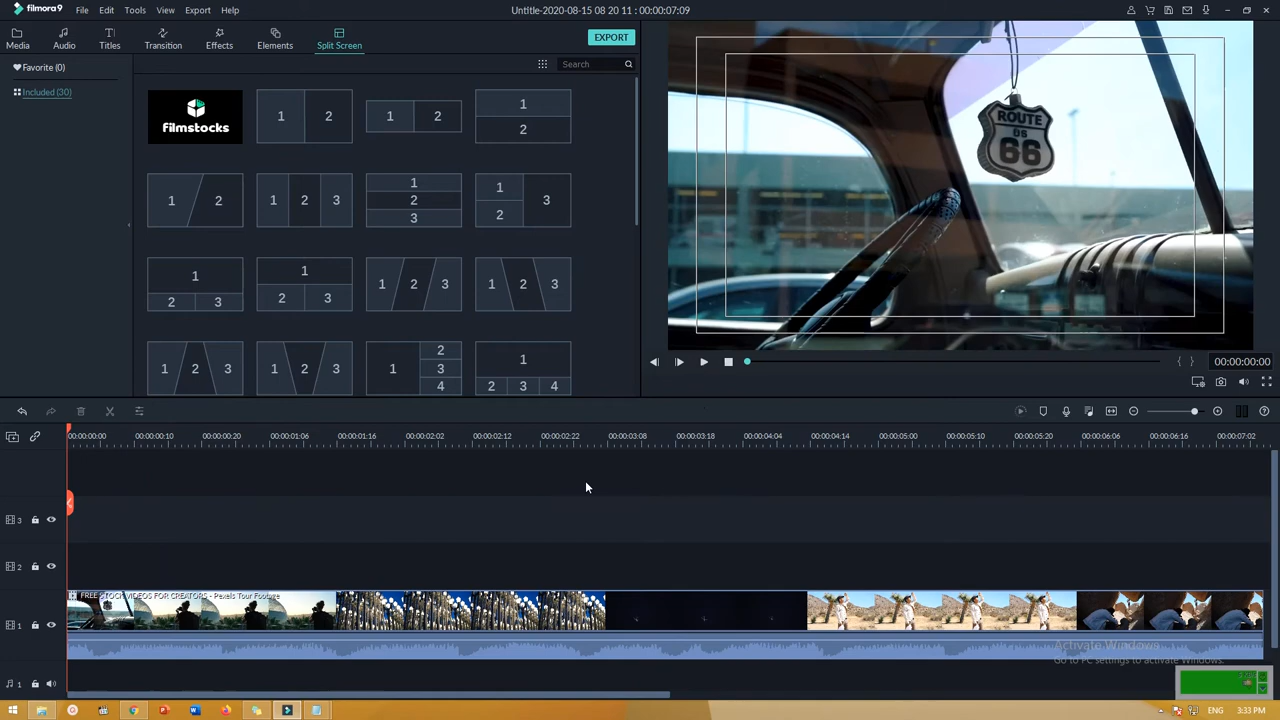 filmora9 File Edit Tools View Export Help Untitle-2020-08-15 08 20 11 : 00:00:07:09
Media Audio Titles Transition Effects Elements Split Screen EXPORT
Favorite (0) Search
Included (30)
filmstocks 1 2 1 2 1 2
1 2 1 2 3 1 2 3 1 2 3
1 2 3 1 2 3 1 2 3 1 2 3
1 2 3 1 2 3 1 2 3 4 1 2 3 4
ROUTE
US
66
00:00:00:00
00:00:00:00 00:00:00:10 00:00:00:20 00:00:01:06 00:00:01:16 00:00:02:02 00:00:02:12 00:00:02:22 00:00:03:08 00:00:03:18 00:00:04:04 00:00:04:14 00:00:05:00 00:00:05:10 00:00:05:20 00:00:06:06 00:00:06:16 00:00:07:02
3
2
FREE STOCK VIDEOS FOR CREATORS - Pexels Tour Footage
1
Activate Windows
Go to PC settings to activate Windows.
1
ENG 3:33 PM